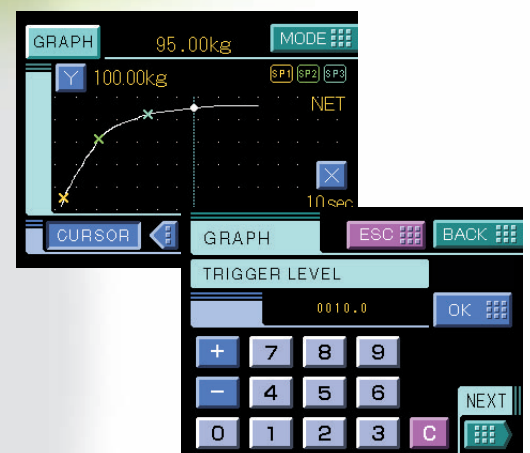 GRAPH 95.00kg MODE
Y 100.00kg SP1 SP2 SP3
NET
X
10sec
CURSOR
GRAPH ESC BACK
TRIGGER LEVEL
0010.0 OK
+ 7 8 9
- 4 5 6 NEXT
0 1 2 3 C